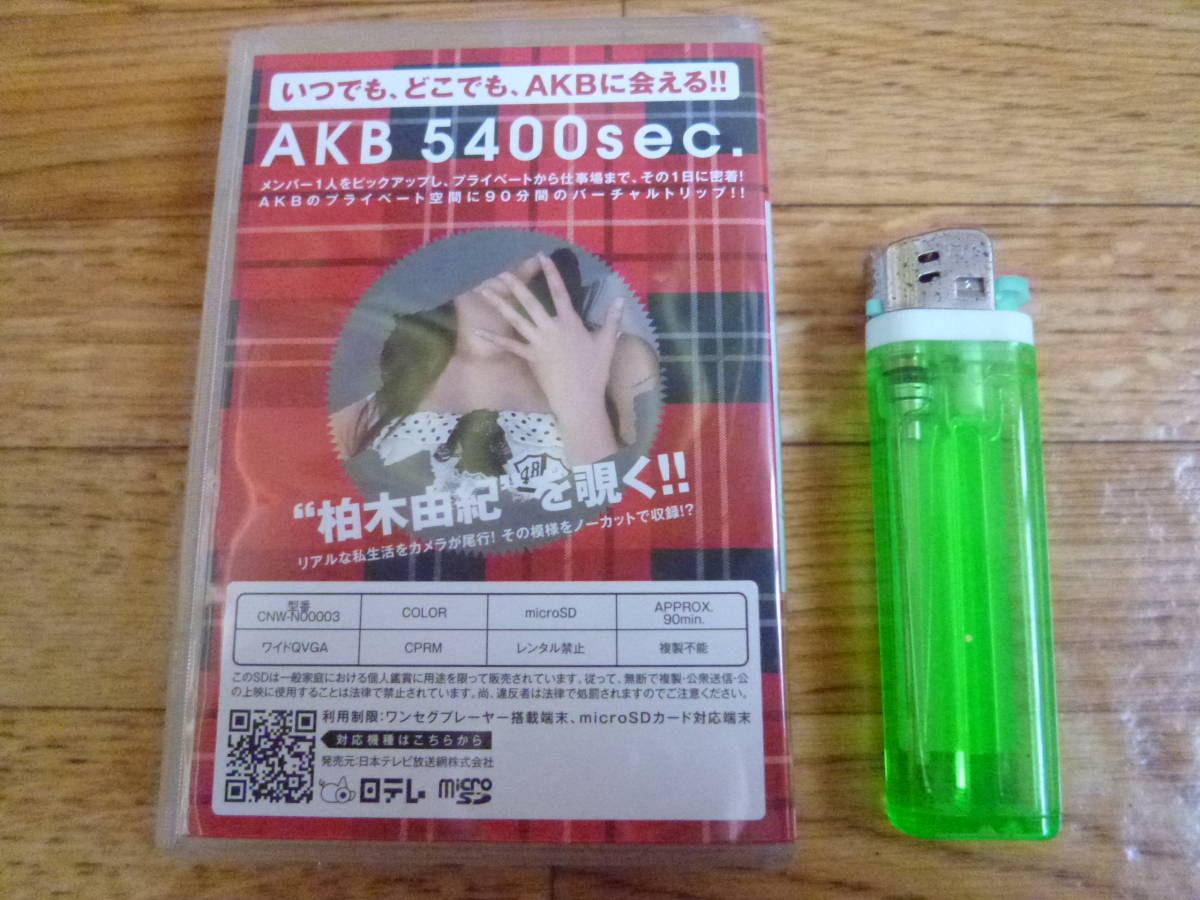 いつでも、どこでも、AKBに会える!!
AKB 5400sec.
メンバー1人をピックアップし、プライベートから仕事場まで、その1日に密着!
AKBのプライベート空間に90分間のバーチャルトリップ!!
48
“柏木由紀”を覗く!!
リアルな私生活をカメラが尾行! その模様をノーカットで収録!?
型番 CNW-N00003 COLOR microSD APPROX. 90min.
ワイドQVGA CPRM レンタル禁止 複製不能
このSDは一般家庭における個人鑑賞に用途を限って販売されています。従って、無断で複製・公衆送信・公
の上映に使用することは法律で禁止されています。尚、違反者は法律で処罰されますのでご注意ください。
利用制限:ワンセグプレーヤー搭載端末、microSDカード対応端末
対応機種はこちらから
発売元:日本テレビ放送網株式会社
日テレ micro SD